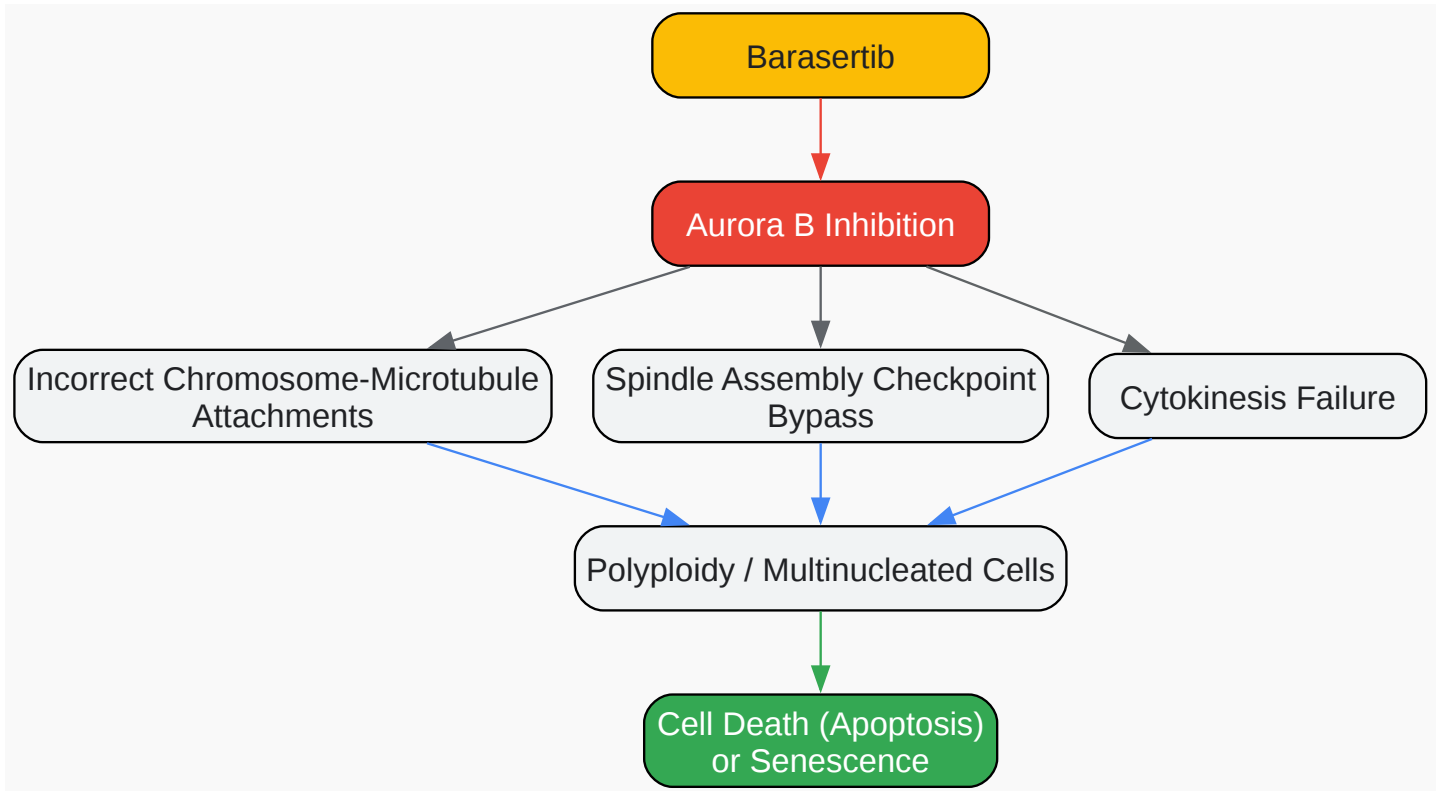 Barasertib
Aurora B Inhibition
Incorrect Chromosome-Microtubule
Attachments
Spindle Assembly Checkpoint
Bypass
Cytokinesis Failure
Polyploidy / Multinucleated Cells
Cell Death (Apoptosis)
or Senescence